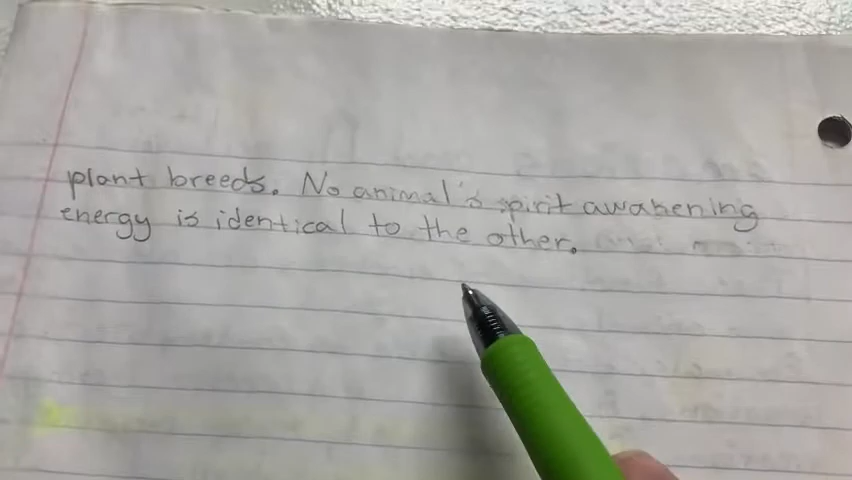 plant breeds. No animal's spirit awakening
energy is identical to the other.